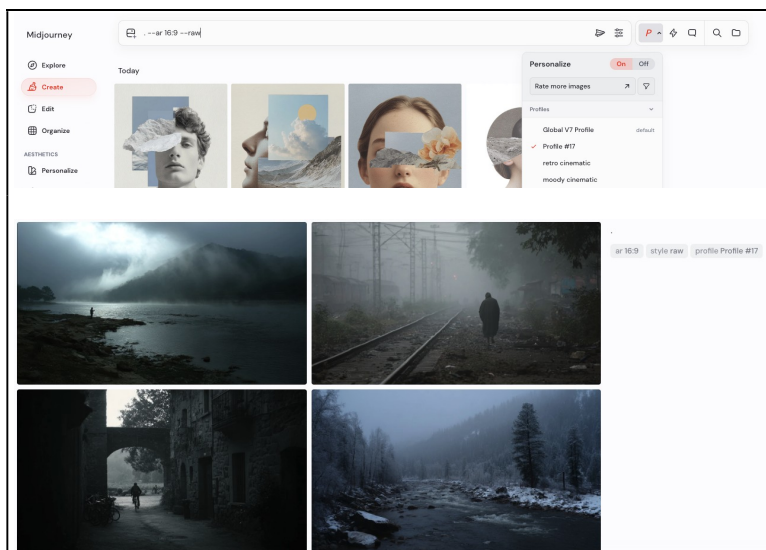 Midjourney
. --ar 16:9 --raw
P
Explore
Create
Edit
Organize
AESTHETICS
Personalize
Today
Personalize
On Off
Rate more images
Profiles
Global V7 Profile default
Profile #17
retro cinematic
moody cinematic
.
ar 16:9 style raw profile Profile #17